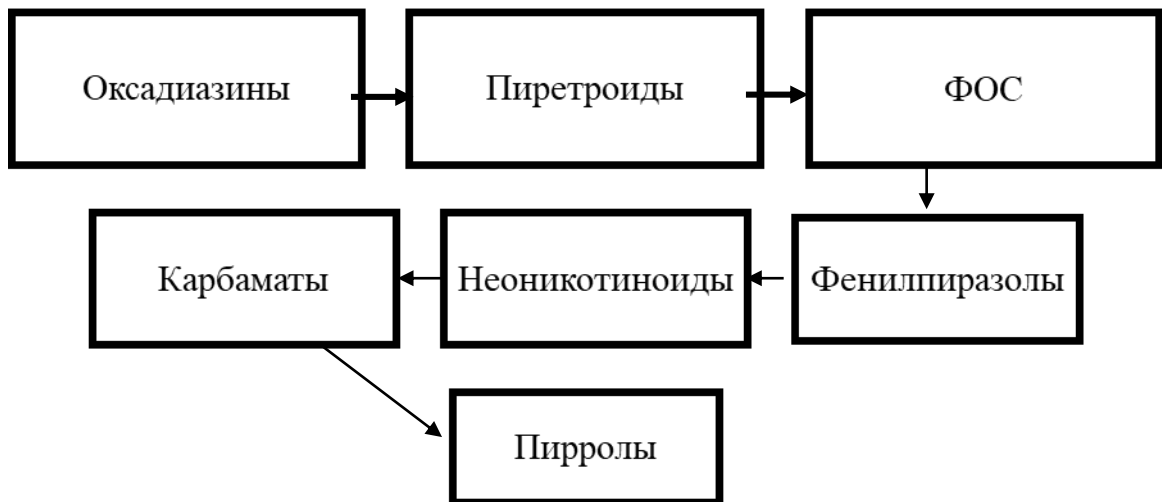 Оксадиазины
Пиретроиды
ФОС
Фенилпиразолы
Неоникотиноиды
Карбаматы
Пирролы